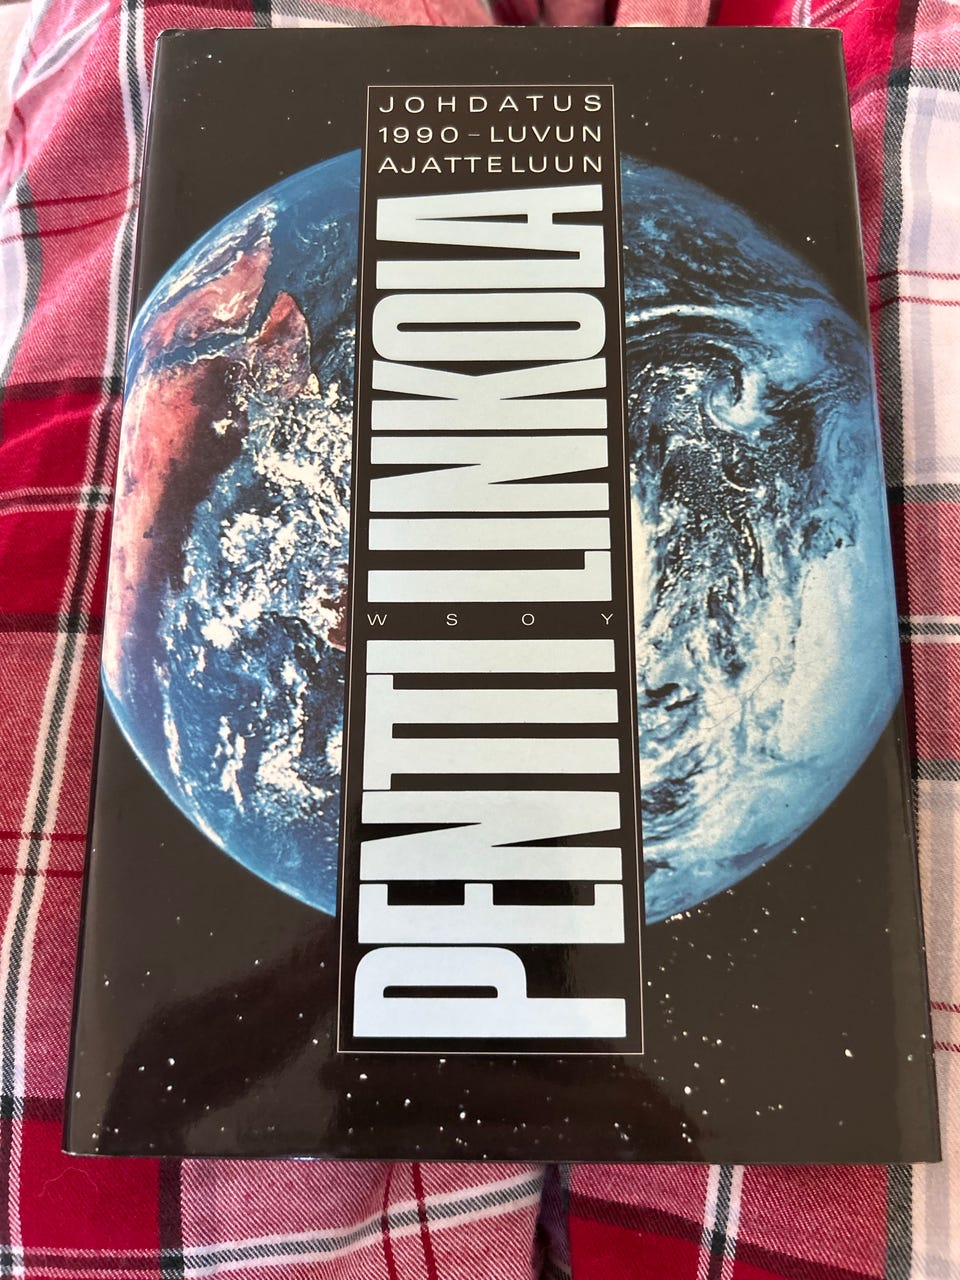 JOHDATUS
1990-LUVUN
AJATTELUUN
PENTTI LINKOLA
WSOY